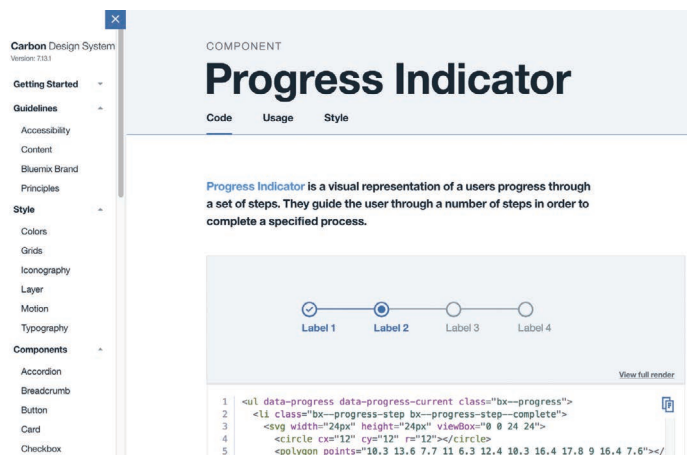 Carbon Design System
Version: 7.13.1
Getting Started
Guidelines
Accessibility
Content
Bluemix Brand
Principles
Style
Colors
Grids
Iconography
Layer
Motion
Typography
Components
Accordion
Breadcrumb
Button
Card
Checkbox
COMPONENT
Progress Indicator
Code Usage Style
Progress Indicator is a visual representation of a users progress through
a set of steps. They guide the user through a number of steps in order to
complete a specified process.
Label 1 Label 2 Label 3 Label 4
View full render
1 <ul data-progress data-progress-current class="bx--progress">
2 <li class="bx--progress-step bx--progress-step--complete">
3 <svg width="24px" height="24px" viewBox="0 0 24 24">
4 <circle cx="12" cy="12" r="12"></circle>
5 <polygon points="10.3 13.6 7.7 11 6.3 12.4 10.3 16.4 17.8 9 16.4 7.6"></